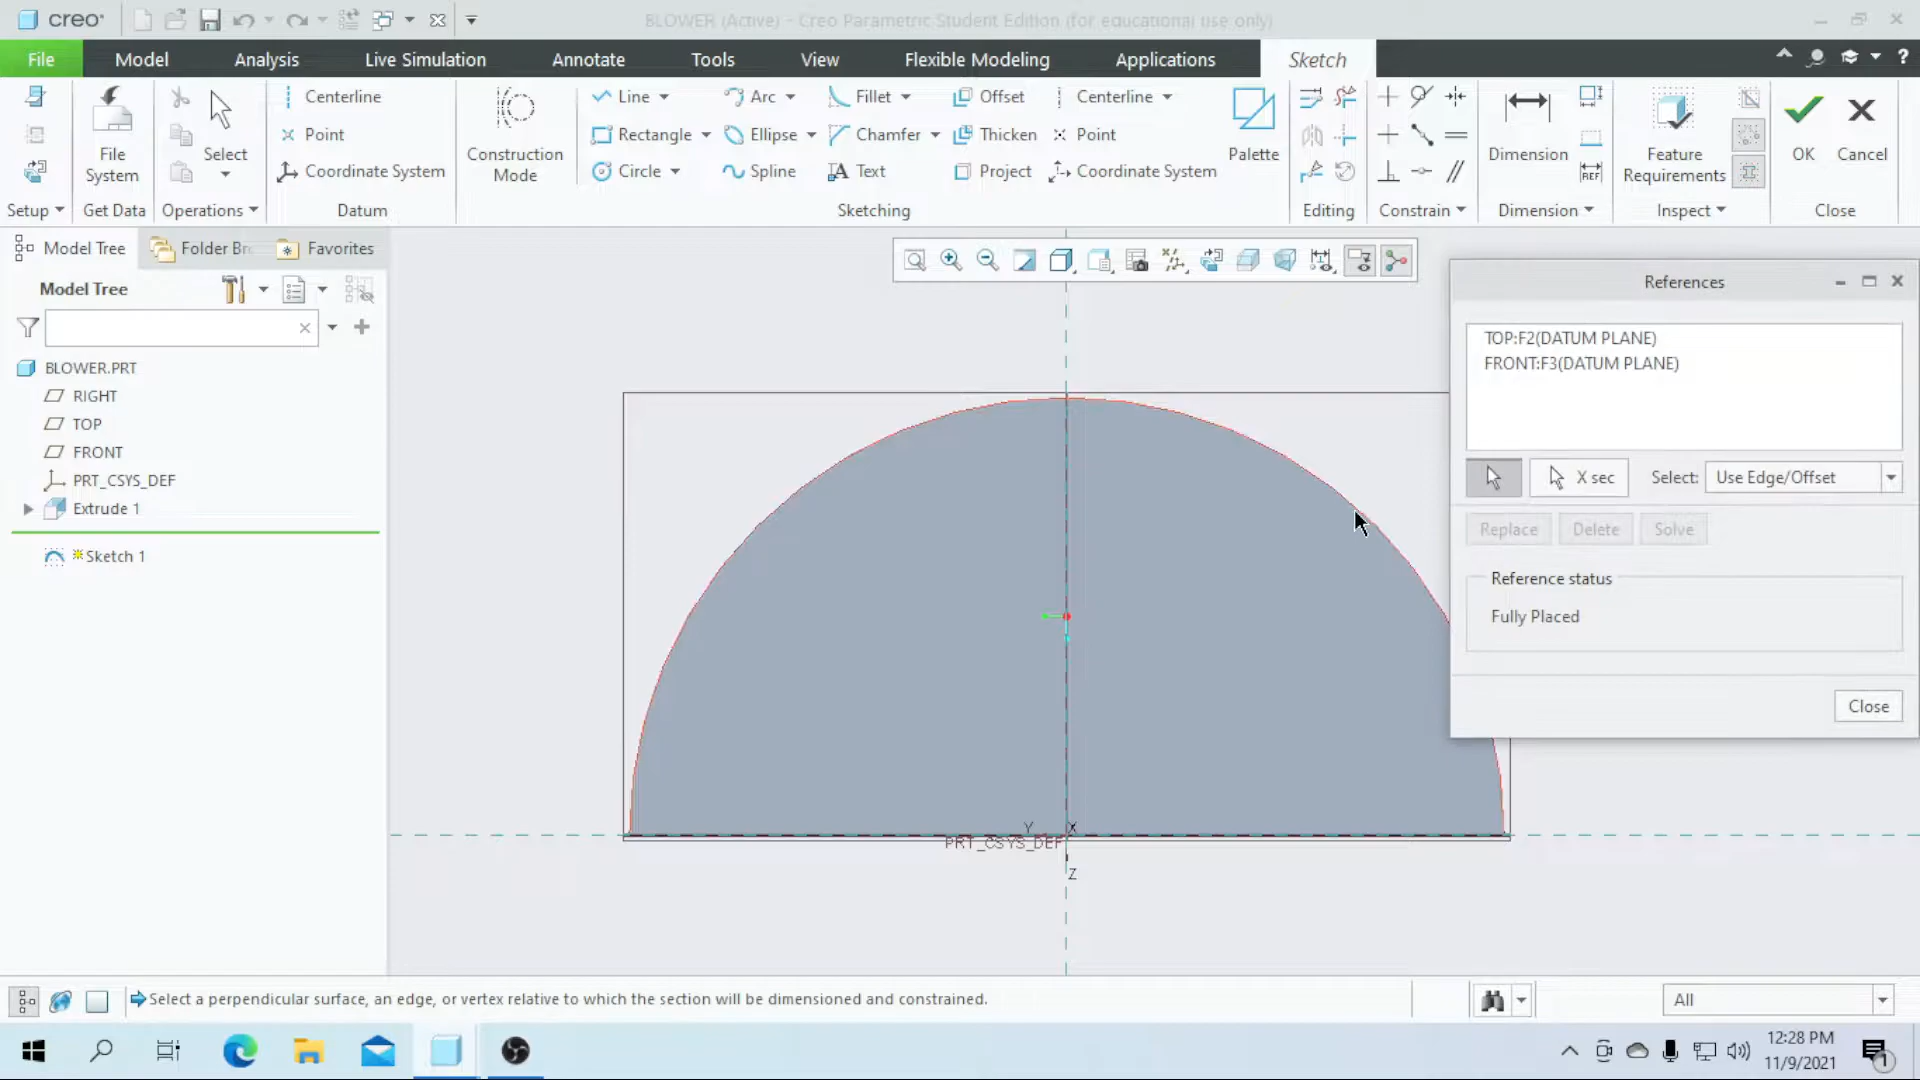 creo
BLOWER (Active) - Creo Parametric Student Edition (for educational use only)
File Model Analysis Live Simulation Annotate Tools View Flexible Modeling Applications Sketch
Centerline Line Arc Fillet Offset Centerline
Point Rectangle Ellipse Chamfer Thicken Point
File System Select Coordinate System Construction Mode Circle Spline Text Project Coordinate System Palette Dimension REF Feature Requirements OK Cancel
Setup Get Data Operations Datum Sketching Editing Constrain Dimension Inspect Close
Model Tree Folder Br Favorites
Model Tree
BLOWER.PRT
RIGHT
TOP
FRONT
PRT_CSYS_DEF
Extrude 1
Sketch 1
References
TOP:F2(DATUM PLANE)
FRONT:F3(DATUM PLANE)
X sec Select: Use Edge/Offset
Replace Delete Solve
Reference status
Fully Placed
Close
Y X
PRT_CSYS_DEF
Z
Select a perpendicular surface, an edge, or vertex relative to which the section will be dimensioned and constrained.
All
12:28 PM
11/9/2021
1